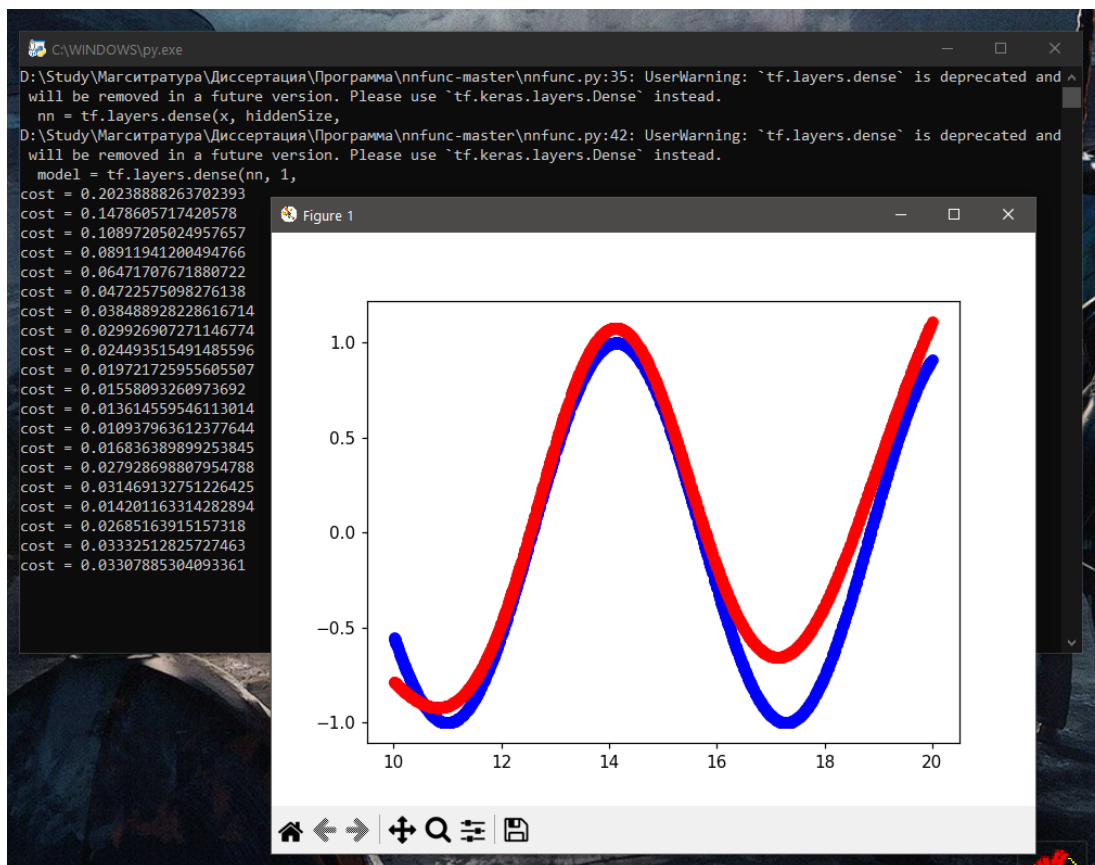 C:\WINDOWS\py.exe
D:\Study\Магситратура\Диссертация\Программа\nnfunc-master\nnfunc.py:35: UserWarning: `tf.layers.dense` is deprecated and
will be removed in a future version. Please use `tf.keras.layers.Dense` instead.
nn = tf.layers.dense(x, hiddenSize,
D:\Study\Магситратура\Диссертация\Программа\nnfunc-master\nnfunc.py:42: UserWarning: `tf.layers.dense` is deprecated and
will be removed in a future version. Please use `tf.keras.layers.Dense` instead.
model = tf.layers.dense(nn, 1,
cost = 0.20238888263702393
cost = 0.1478605717420578
cost = 0.10897205024957657
cost = 0.08911941200494766
cost = 0.06471707671880722
cost = 0.04722575098276138
cost = 0.038488928228616714
cost = 0.029926907271146774
cost = 0.024493515491485596
cost = 0.019721725955605507
cost = 0.01558093260973692
cost = 0.013614559546113014
cost = 0.010937963612377644
cost = 0.016836389899253845
cost = 0.027928698807954788
cost = 0.031469132751226425
cost = 0.014201163314282894
cost = 0.02685163915157318
cost = 0.03332512825727463
cost = 0.03307885304093361
Figure 1
1.0
0.5
0.0
−0.5
−1.0
10 12 14 16 18 20